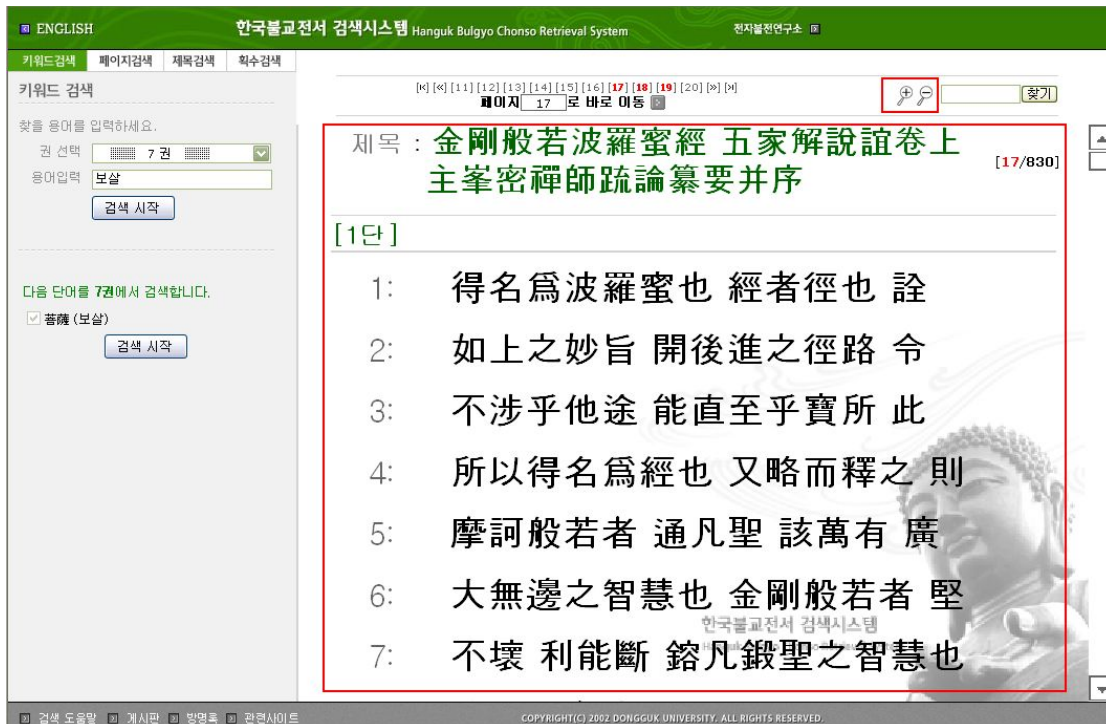 ENGLISH
한국불교전서 검색시스템 Hanguk Bulgyo Chonso Retrieval System
전자불전연구소
키워드검색 페이지검색 제목검색 획수검색
키워드 검색
찾을 용어를 입력하세요.
권 선택 7 권
용어입력 보살
검색 시작
다음 단어를 7권에서 검색합니다.
菩薩 (보살)
검색 시작
[|<] [≪] [11] [12] [13] [14] [15] [16] [17] [18] [19] [20] [≫] [>|]
페이지 17 로 바로 이동
찾기
제목 : 金剛般若波羅蜜經 五家解說誼卷上
主峯密禪師䟽論纂要并序
[17/830]
[1단]
1: 得名爲波羅蜜也 經者徑也 詮
2: 如上之妙旨 開後進之徑路 令
3: 不涉乎他途 能直至乎寶所 此
4: 所以得名爲經也 又略而釋之 則
5: 摩訶般若者 通凡聖 該萬有 廣
6: 大無邊之智慧也 金剛般若者 堅
한국불교전서 검색시스템
7: 不壞 利能斷 鎔凡鍛聖之智慧也
검색 도움말 게시판 방명록 관련사이트
COPYRIGHT(C) 2002 DONGGUK UNIVERSITY. ALL RIGHTS RESERVED.